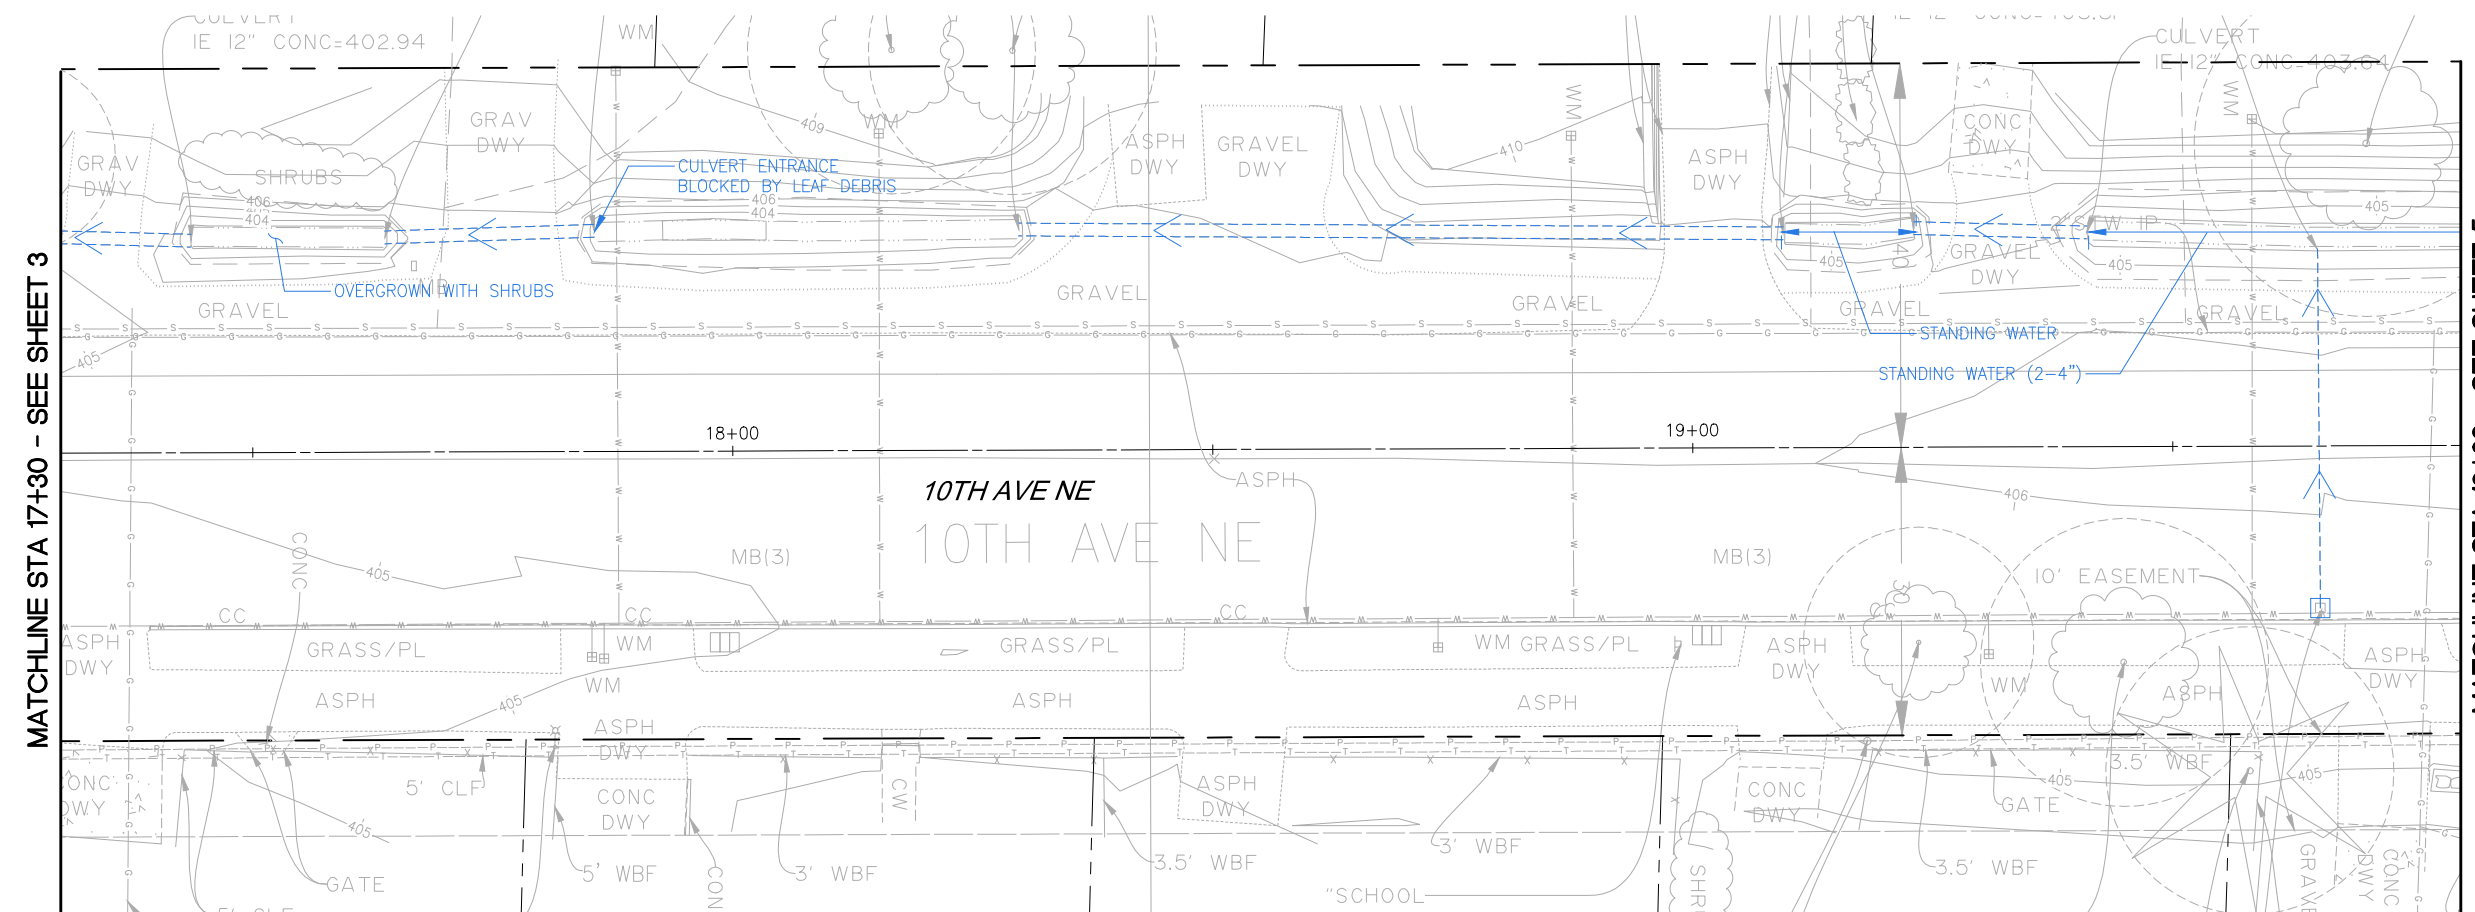 IE 12" CONC=402.94
WM
CULVERT
IE 12" CONC=403.64
GRAV
DWY
409
WM
ASPH
DWY
GRAVEL
DWY
410
WM
ASPH
DWY
CONC
DWY
WM
GRAV
DWY
SHRUBS
CULVERT ENTRANCE
BLOCKED BY LEAF DEBRIS
406
404
406
404
405
405
405
GRAVEL
DWY
40
OVERGROWN WITH SHRUBS
MB
GRAVEL
GRAVEL
GRAVEL
GRAVEL
GRAVEL
STANDING WATER
STANDING WATER (2-4")
405
MATCHLINE STA 17+30 - SEE SHEET 3
18+00
19+00
10TH AVE NE
10TH AVE NE
ASPH
406
CONC
405
MB(3)
MB(3)
30
10' EASEMENT
CC
CC
CC
ASPH
DWY
GRASS/PL
WM
GRASS/PL
WM
GRASS/PL
ASPH
DWY
WM
ASPH
DWY
WM
ASPH
405
ASPH
ASPH
ASPH
ASPH
DWY
CONC
DWY
5' CLF
CONC
DWY
CW
ASPH
DWY
CONC
DWY
3.5' WBF
405
405
GATE
405
GATE
5' WBF
3' WBF
3.5' WBF
3' WBF
3.5' WBF
"SCHOOL
DWY
CONC